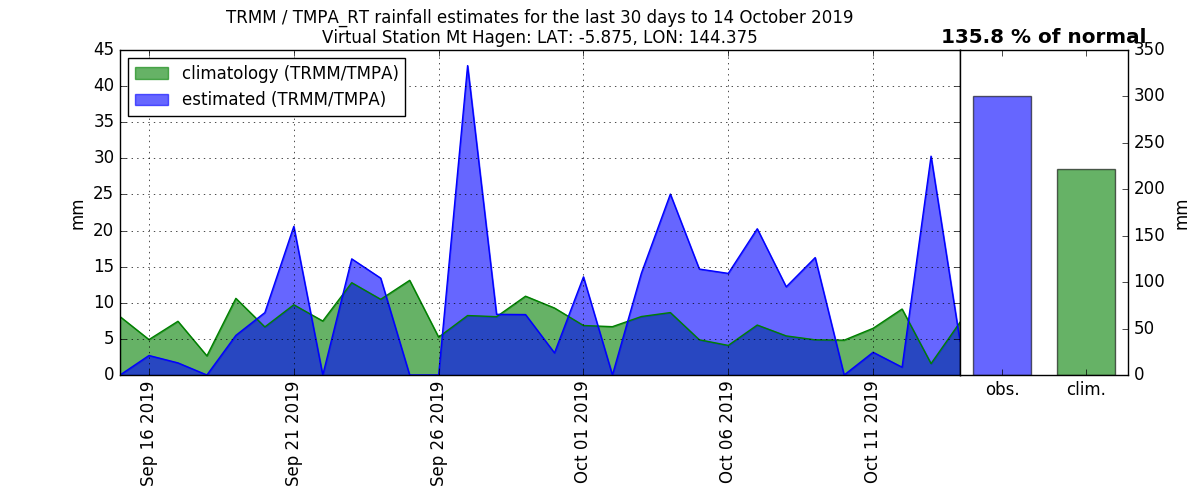 TRMM / TMPA_RT rainfall estimates for the last 30 days to 14 October 2019
Virtual Station Mt Hagen: LAT: -5.875, LON: 144.375
135.8 % of normal
climatology (TRMM/TMPA)
estimated (TRMM/TMPA)
45
40
35
30
25
20
15
10
5
0
mm
Sep 16 2019
Sep 21 2019
Sep 26 2019
Oct 01 2019
Oct 06 2019
Oct 11 2019
350
300
250
200
150
100
50
0
mm
obs.
clim.